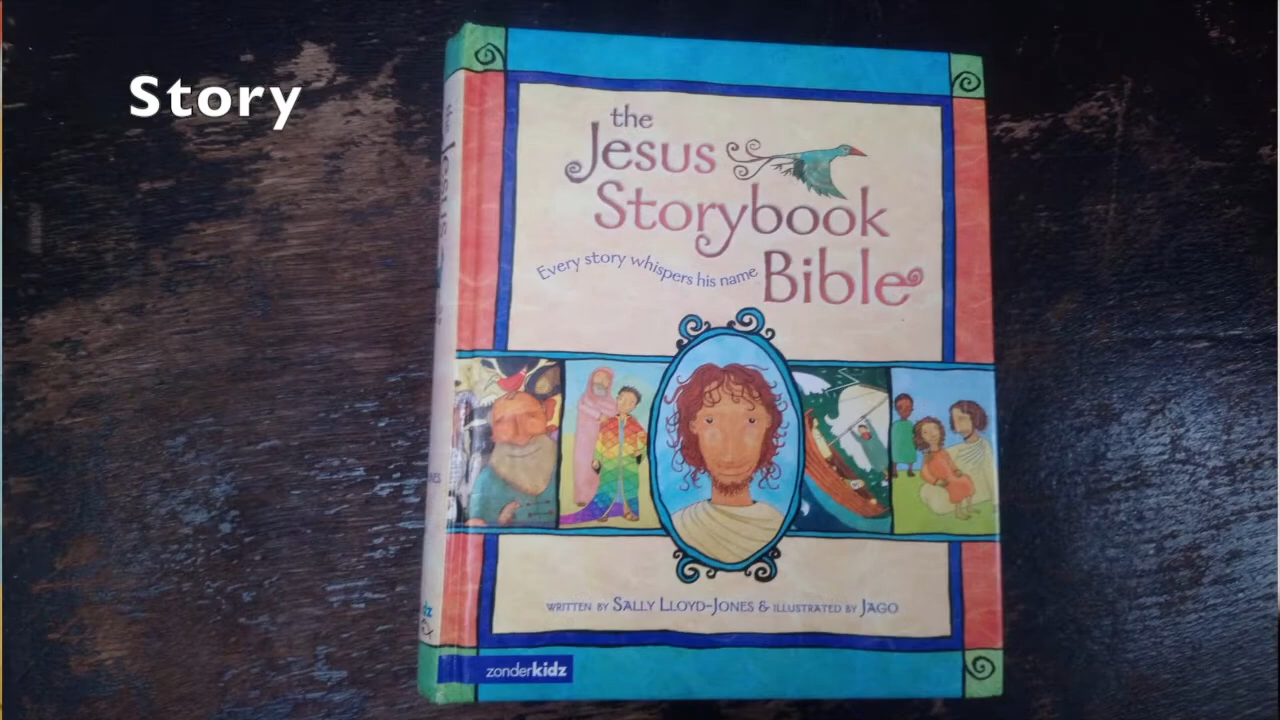 Story
the
Jesus
Storybook
Every story whispers his name
Bible
WRITTEN BY SALLY LLOYD-JONES & ILLUSTRATED BY JAGO
zonderkidz